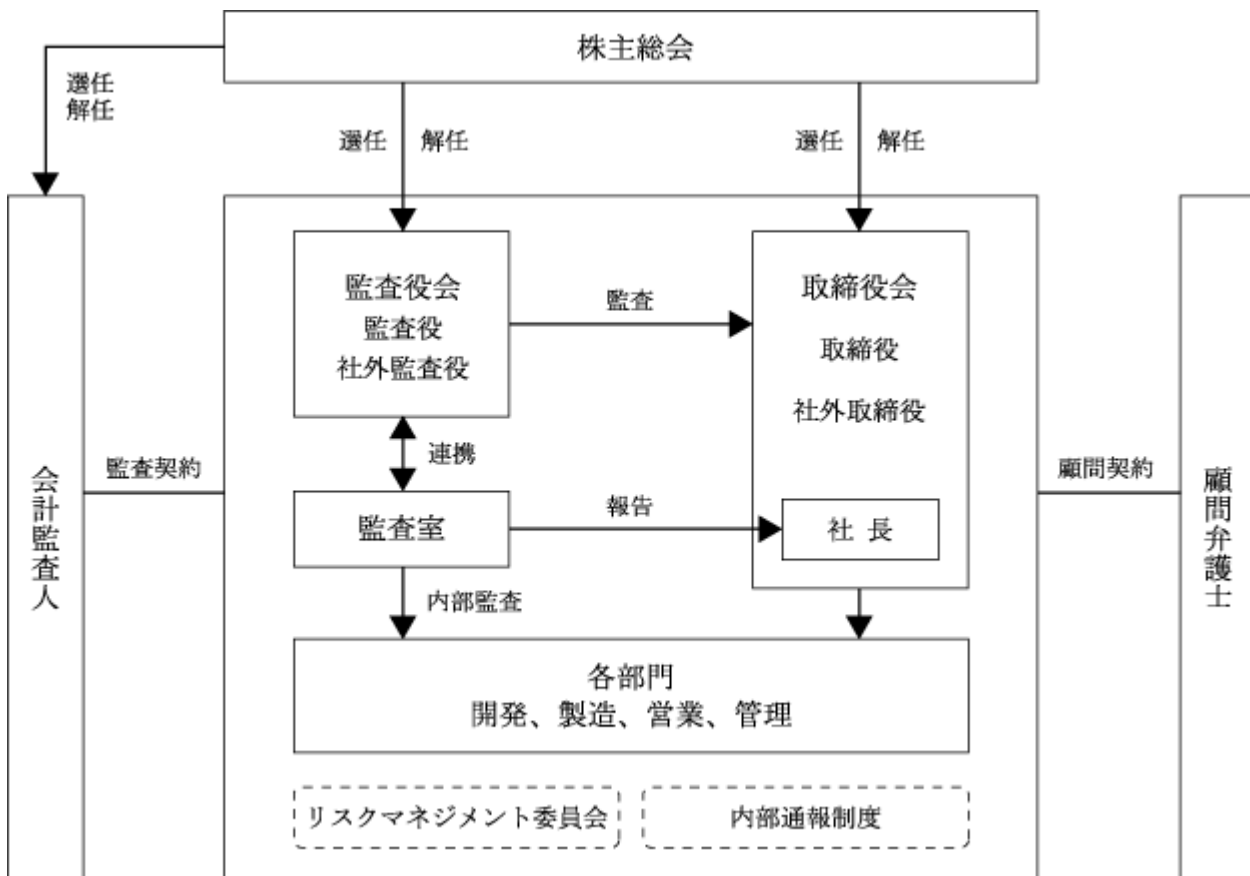 株主総会
選任
解任
選任
解任
選任
解任
監査役会
監査役
社外監査役
監査
取締役会
取締役
社外取締役
連携
監査室
報告
社 長
内部監査
会計監査人
監査契約
顧問契約
顧問弁護士
各部門
開発、製造、営業、管理
リスクマネジメント委員会
内部通報制度